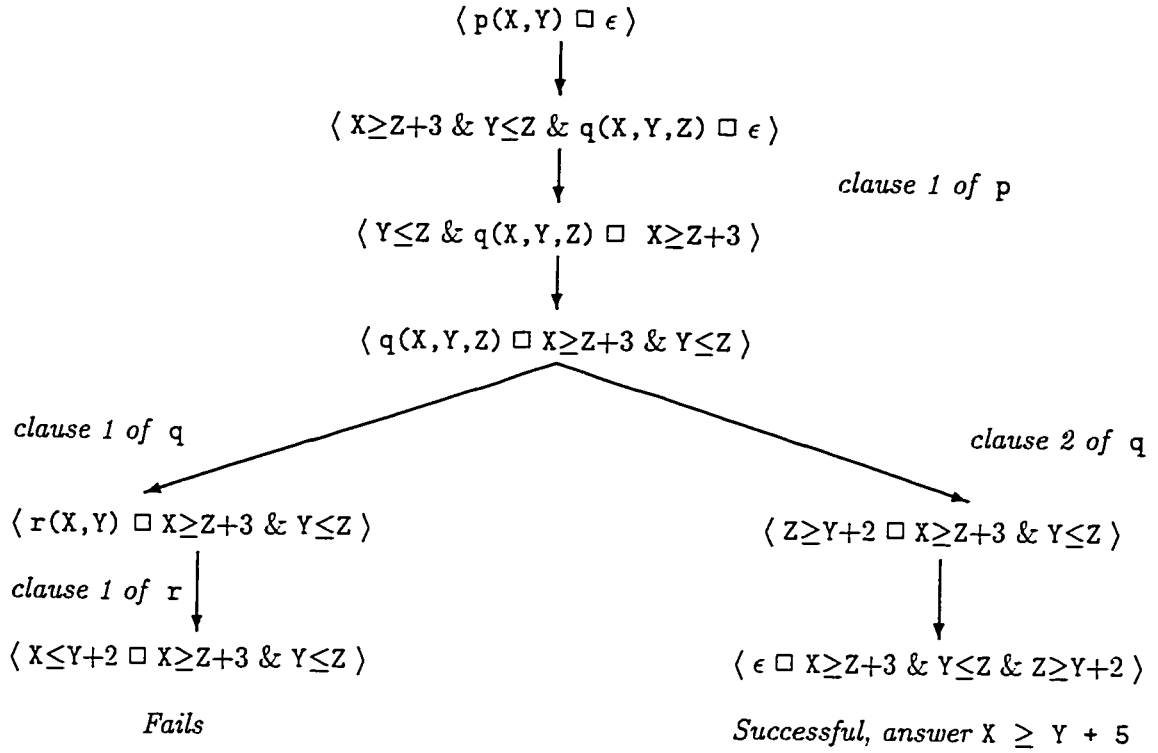 ⟨ p(X,Y) □ ϵ ⟩
⟨ X≥Z+3 & Y≤Z & q(X,Y,Z) □ ϵ ⟩
clause 1 of p
⟨ Y≤Z & q(X,Y,Z) □ X≥Z+3 ⟩
⟨ q(X,Y,Z) □ X≥Z+3 & Y≤Z ⟩
clause 1 of q
clause 2 of q
⟨ r(X,Y) □ X≥Z+3 & Y≤Z ⟩
⟨ Z≥Y+2 □ X≥Z+3 & Y≤Z ⟩
clause 1 of r
⟨ X≤Y+2 □ X≥Z+3 & Y≤Z ⟩
⟨ ϵ □ X≥Z+3 & Y≤Z & Z≥Y+2 ⟩
Fails
Successful, answer X ≥ Y + 5